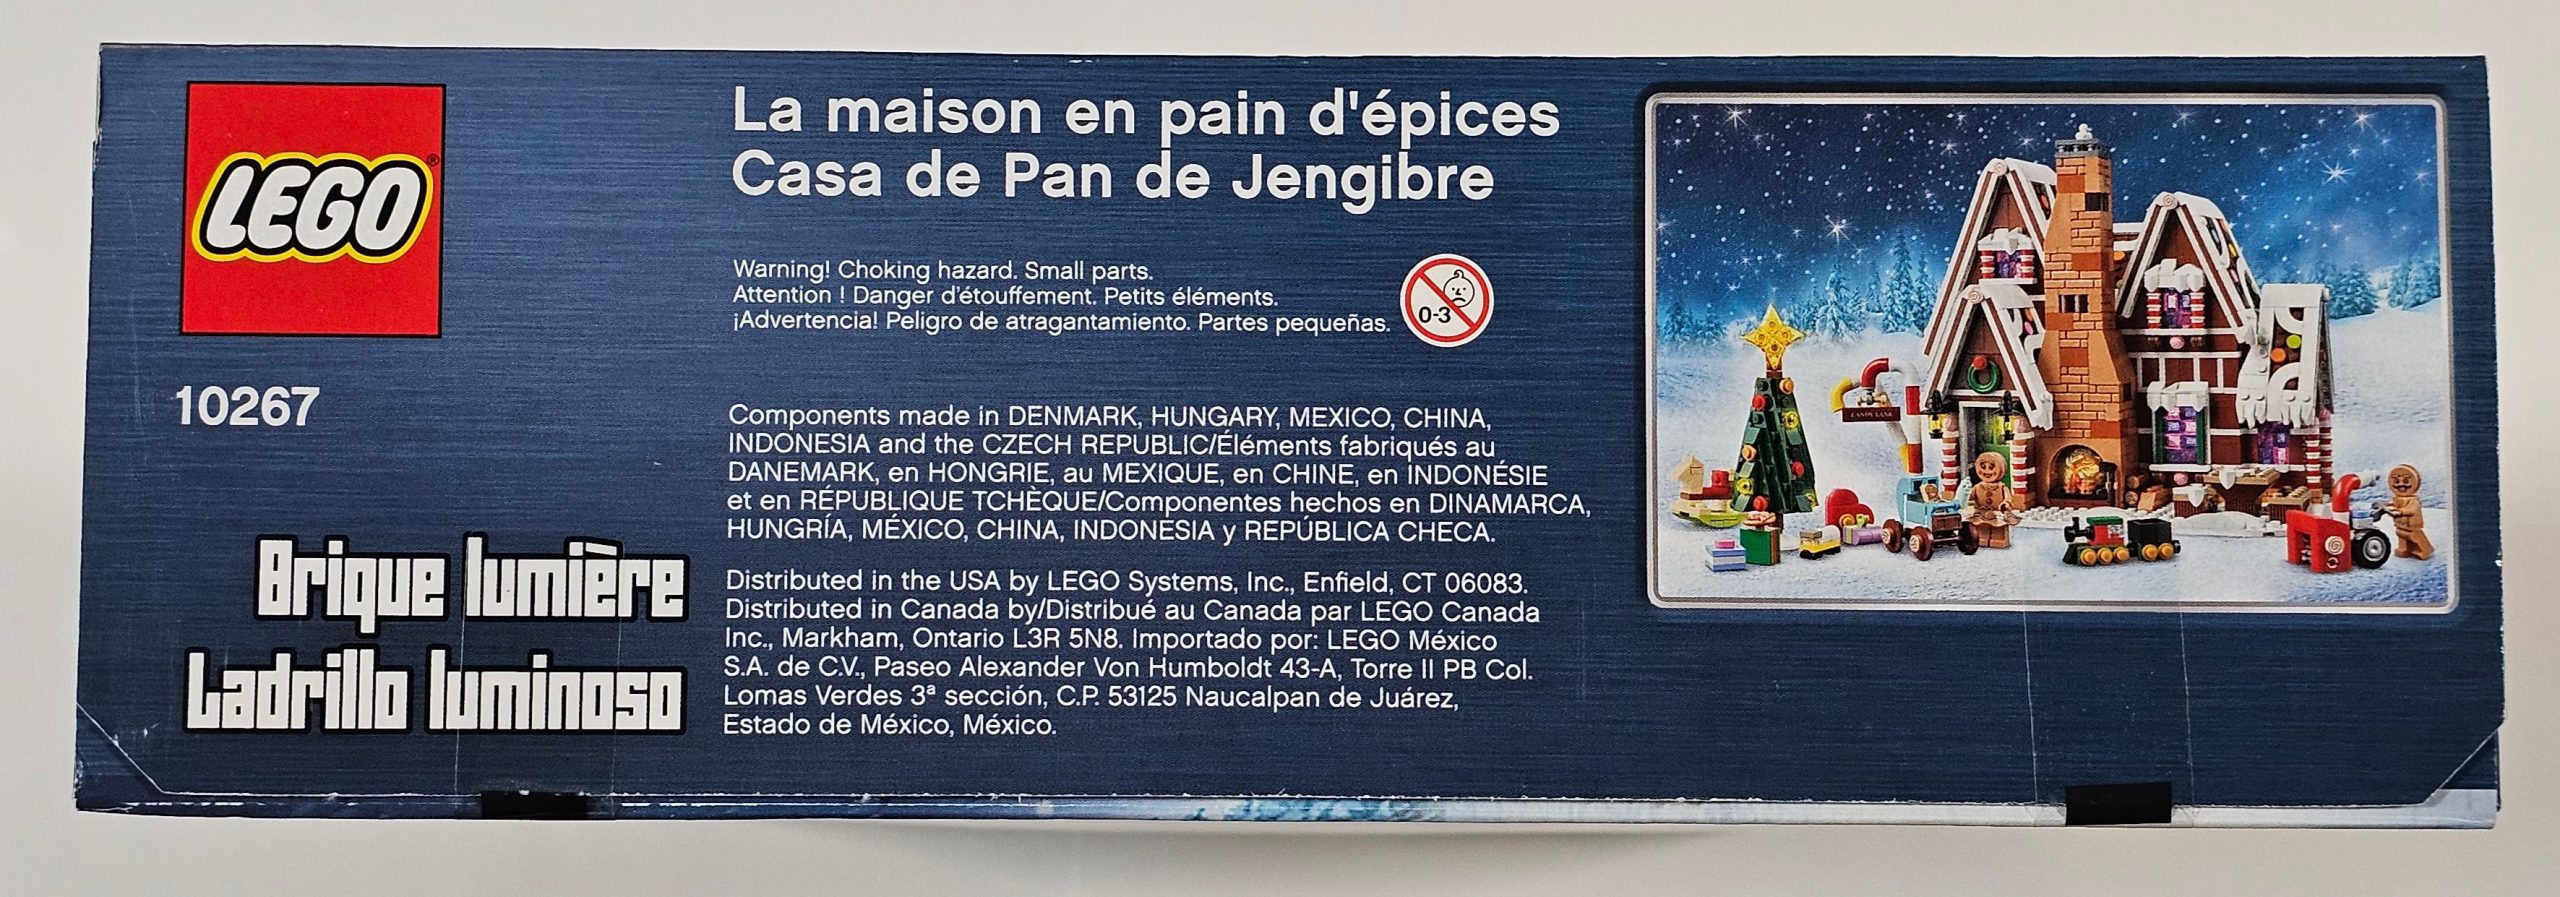 LEGO®
10267
Brique lumière
Ladrillo luminoso
La maison en pain d'épices
Casa de Pan de Jengibre
Warning! Choking hazard. Small parts.
Attention ! Danger d'étouffement. Petits éléments.
¡Advertencia! Peligro de atragantamiento. Partes pequeñas.
0-3
Components made in DENMARK, HUNGARY, MEXICO, CHINA,
INDONESIA and the CZECH REPUBLIC/Éléments fabriqués au
DANEMARK, en HONGRIE, au MEXIQUE, en CHINE, en INDONÉSIE
et en RÉPUBLIQUE TCHÈQUE/Componentes hechos en DINAMARCA,
HUNGRÍA, MÉXICO, CHINA, INDONESIA y REPÚBLICA CHECA.
Distributed in the USA by LEGO Systems, Inc., Enfield, CT 06083.
Distributed in Canada by/Distribué au Canada par LEGO Canada
Inc., Markham, Ontario L3R 5N8. Importado por: LEGO México
S.A. de C.V., Paseo Alexander Von Humboldt 43-A, Torre II PB Col.
Lomas Verdes 3ª sección, C.P. 53125 Naucalpan de Juárez,
Estado de México, México.